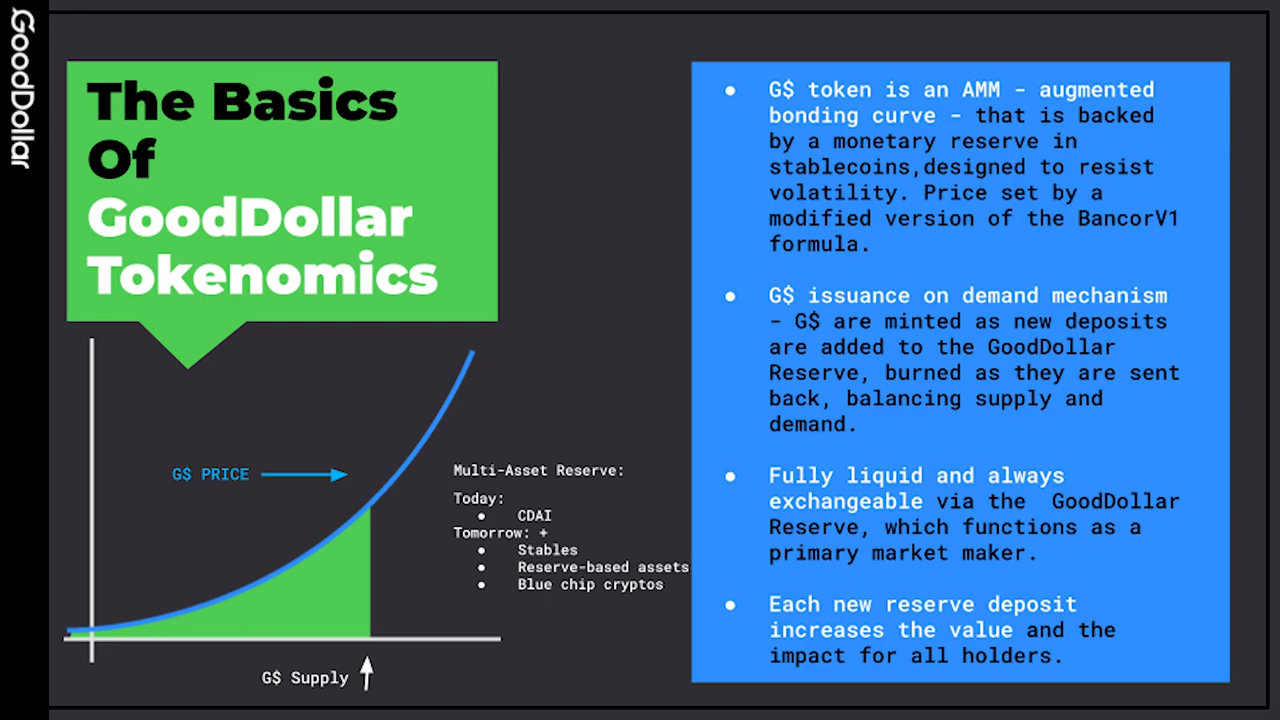 GoodDollar
The Basics
Of
GoodDollar
Tokenomics
G$ PRICE
G$ Supply
Multi-Asset Reserve:
Today:
● CDAI
Tomorrow: +
● Stables
● Reserve-based assets
● Blue chip cryptos
● G$ token is an AMM - augmented
bonding curve - that is backed
by a monetary reserve in
stablecoins,designed to resist
volatility. Price set by a
modified version of the BancorV1
formula.
● G$ issuance on demand mechanism
- G$ are minted as new deposits
are added to the GoodDollar
Reserve, burned as they are sent
back, balancing supply and
demand.
● Fully liquid and always
exchangeable via the  GoodDollar
Reserve, which functions as a
primary market maker.
● Each new reserve deposit
increases the value and the
impact for all holders.